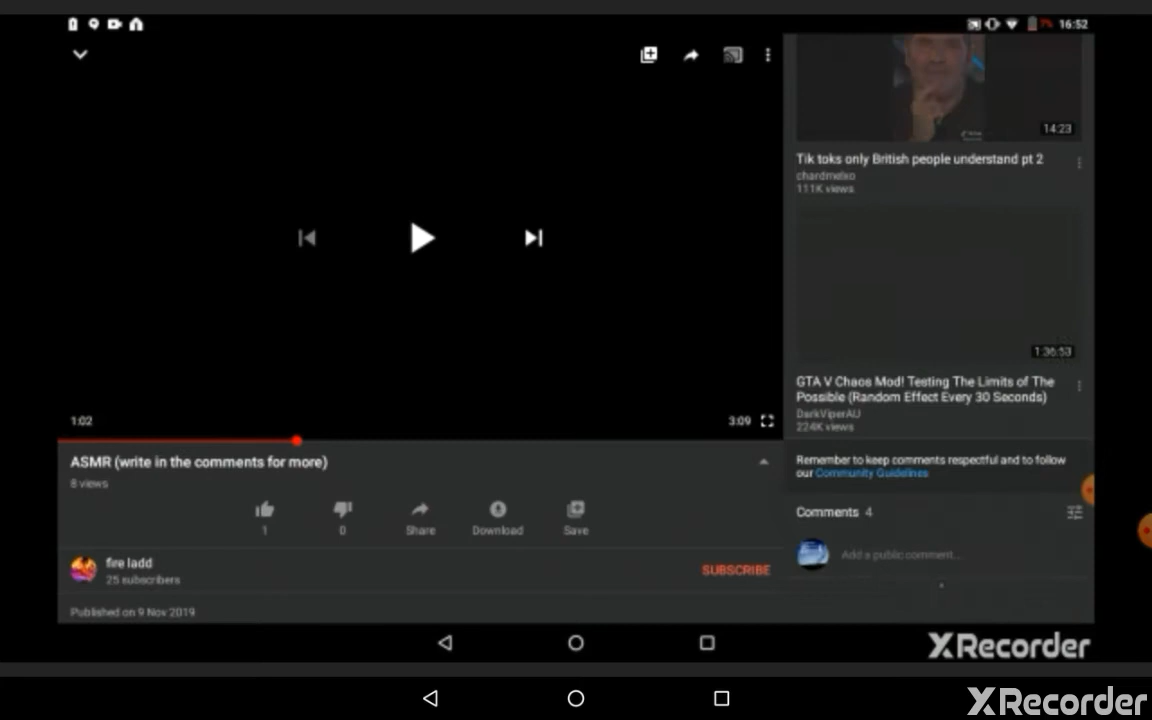 7% 16:52
14:23
Tik toks only British people understand pt 2
chardmelxo
111K views
1:36:53
GTA V Chaos Mod! Testing The Limits of The
Possible (Random Effect Every 30 Seconds)
DarkViperAU
224K views
1:02
3:09
ASMR (write in the comments for more)
8 views
1
0
Share
Download
Save
fire ladd
25 subscribers
SUBSCRIBE
Published on 9 Nov 2019
Remember to keep comments respectful and to follow
our Community Guidelines
Comments 4
Add a public comment...
XRecorder
XRecorder